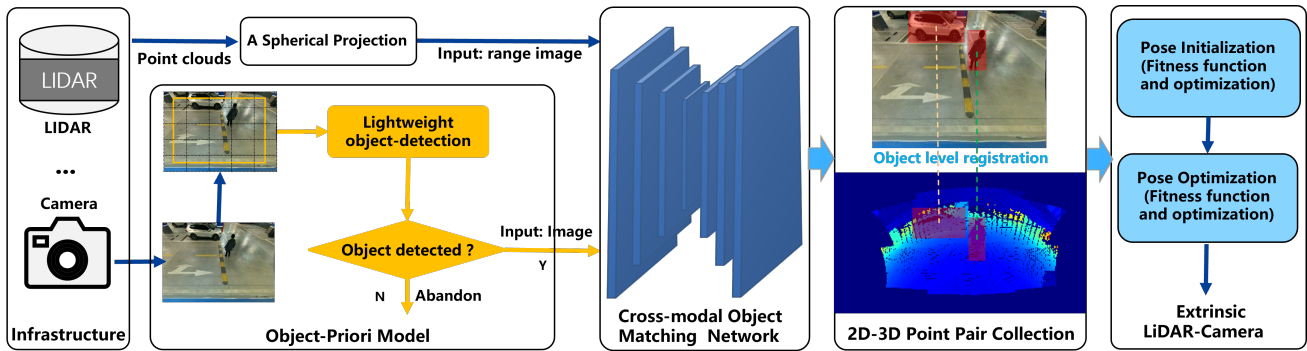 LIDAR
LIDAR
...
Camera
Infrastructure
Point clouds
A Spherical Projection
Input: range image
Lightweight
object-detection
Object detected ?
Input: Image
Y
N
Abandon
Object-Priori Model
Cross-modal Object
Matching Network
Object level registration
2D-3D Point Pair Collection
Pose Initialization
(Fitness function
and optimization)
Pose Optimization
(Fitness function
and optimization)
Extrinsic
LiDAR-Camera